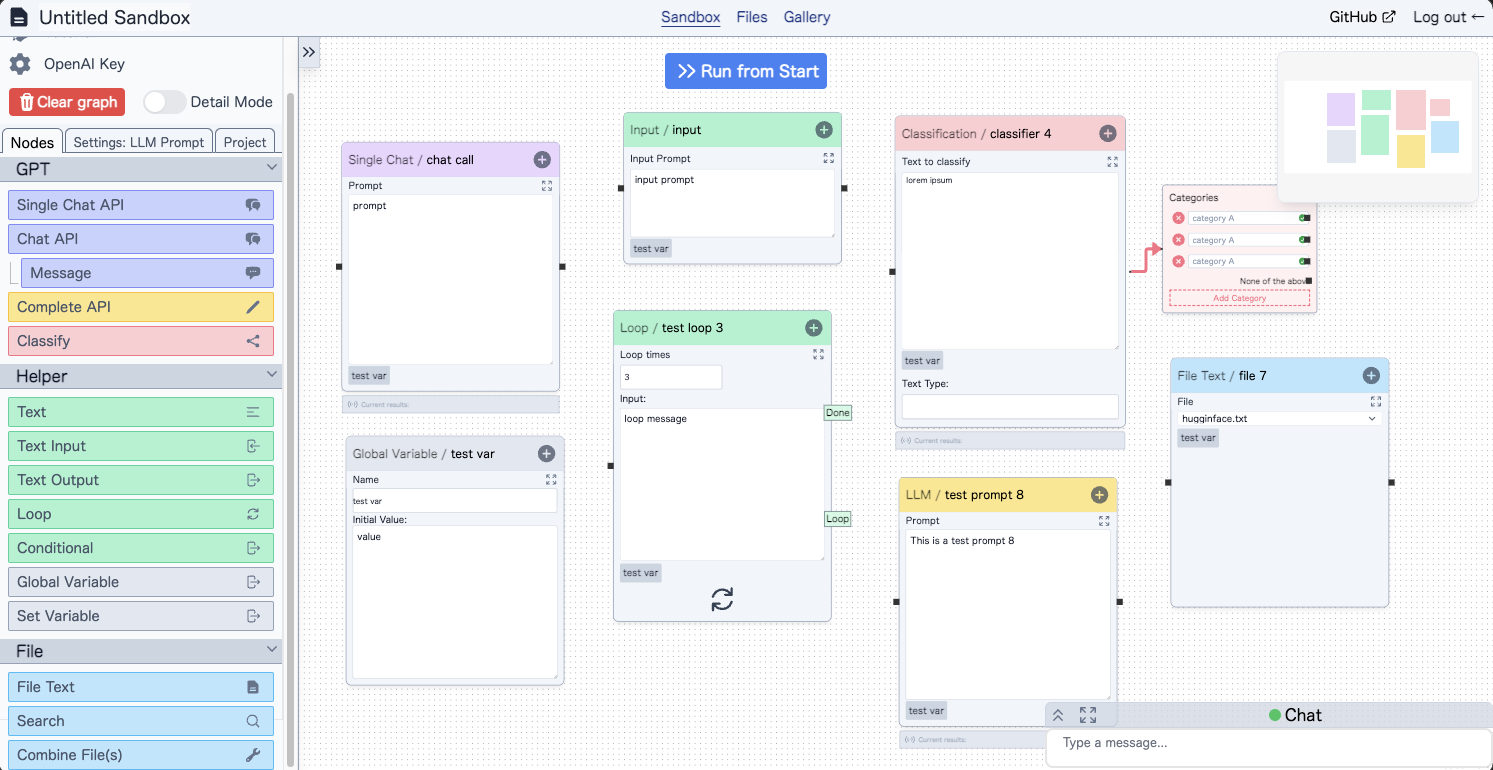 Untitled Sandbox
Sandbox
Files
Gallery
GitHub
Log out
OpenAI Key
Clear graph
Detail Mode
Nodes
Settings: LLM Prompt
Project
GPT
Single Chat API
Chat API
Message
Complete API
Classify
Helper
Text
Text Input
Text Output
Loop
Conditional
Global Variable
Set Variable
File
File Text
Search
Combine File(s)
Run from Start
Single Chat / chat call
Prompt
prompt
test var
Current results:
Global Variable / test var
Name
test var
Initial Value:
value
Input / input
Input Prompt
input prompt
test var
Loop / test loop 3
Loop times
3
Input:
loop message
Done
Loop
test var
Classification / classifier 4
Text to classify
lorem ipsum
test var
Text Type:
Current results:
Categories
category A
category A
category A
None of the above
Add Category
LLM / test prompt 8
Prompt
This is a test prompt 8
test var
Current results:
File Text / file 7
File
hugginface.txt
test var
Chat
Type a message...